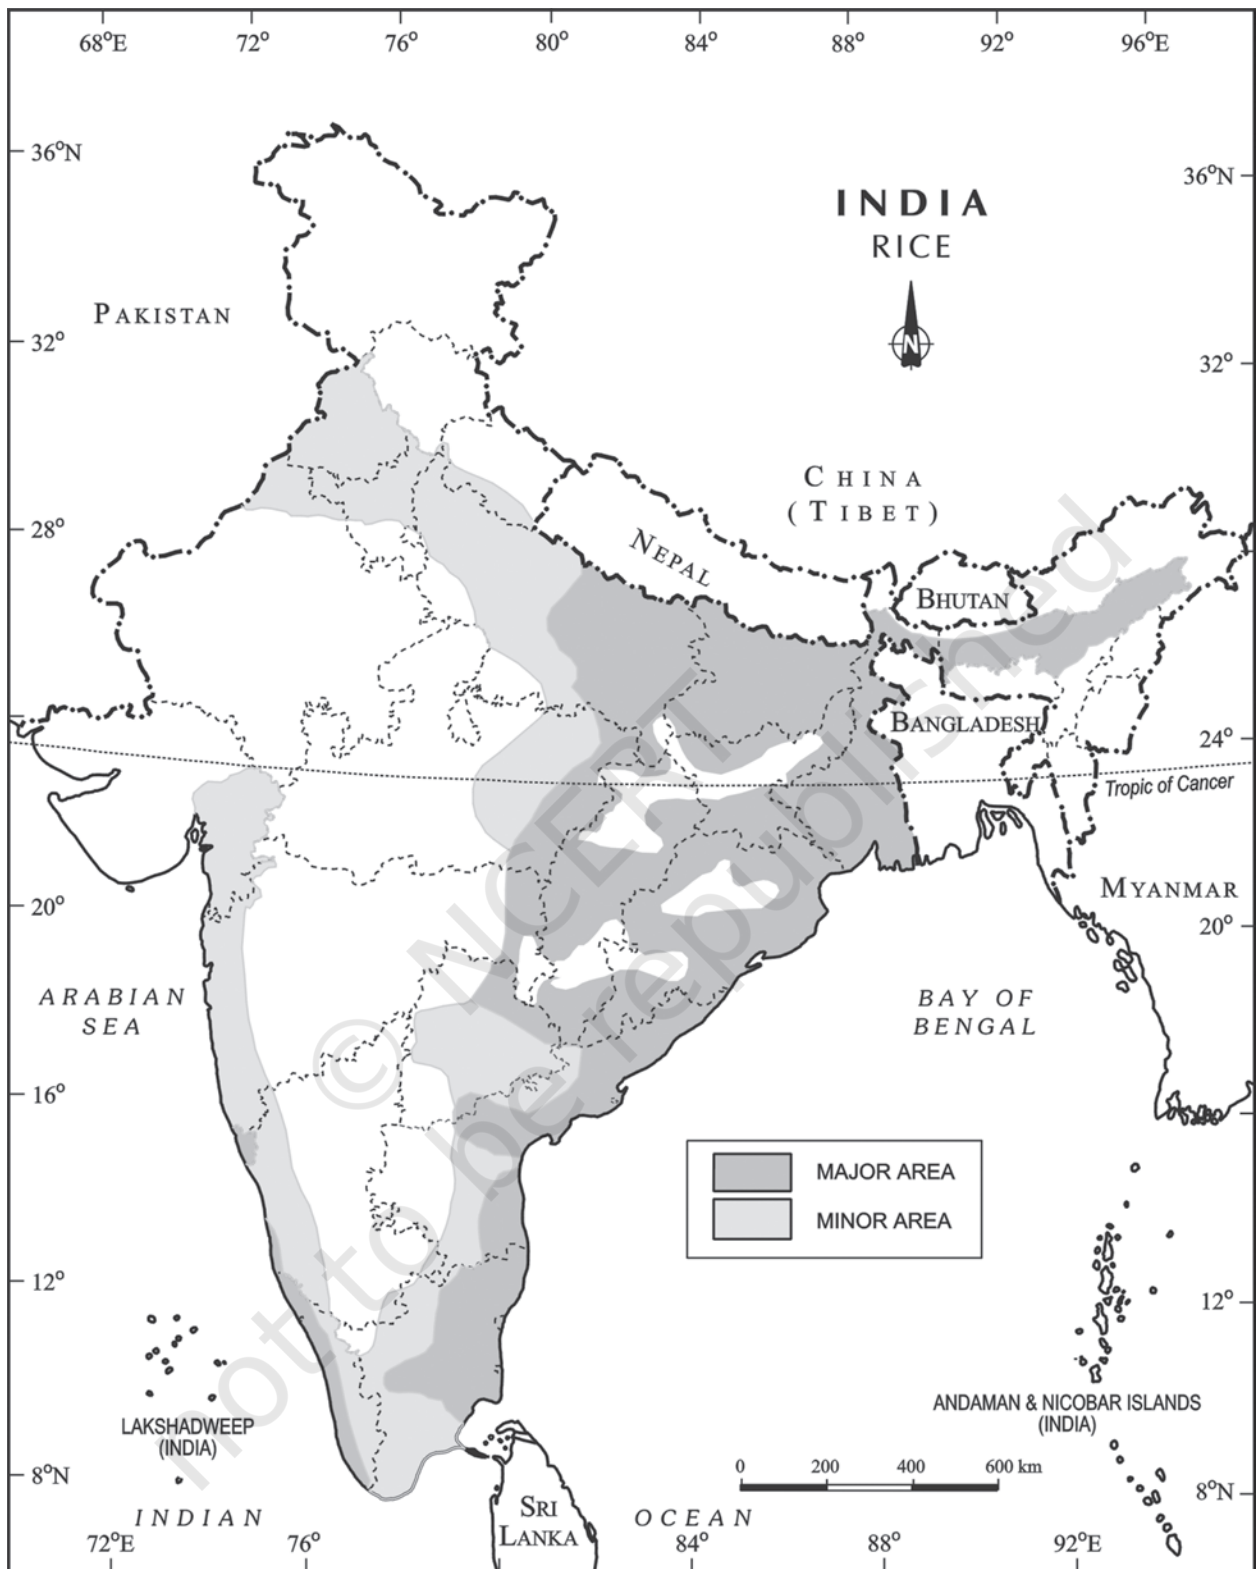 68°E 72° 76° 80° 84° 88° 92° 96°E
36°N
36°N
INDIA
RICE
N
PAKISTAN
32°
32°
CHINA
(TIBET)
NEPAL
28°
BHUTAN
BANGLADESH
24°
Tropic of Cancer
MYANMAR
20°
20°
ARABIAN
SEA
BAY OF
BENGAL
16°
MAJOR AREA
MINOR AREA
12°
12°
LAKSHADWEEP
(INDIA)
ANDAMAN & NICOBAR ISLANDS
(INDIA)
0 200 400 600 km
8°N
8°N
SRI
LANKA
INDIAN
OCEAN
72°E 76° 84° 88° 92°E
© NCERT
not to be republished